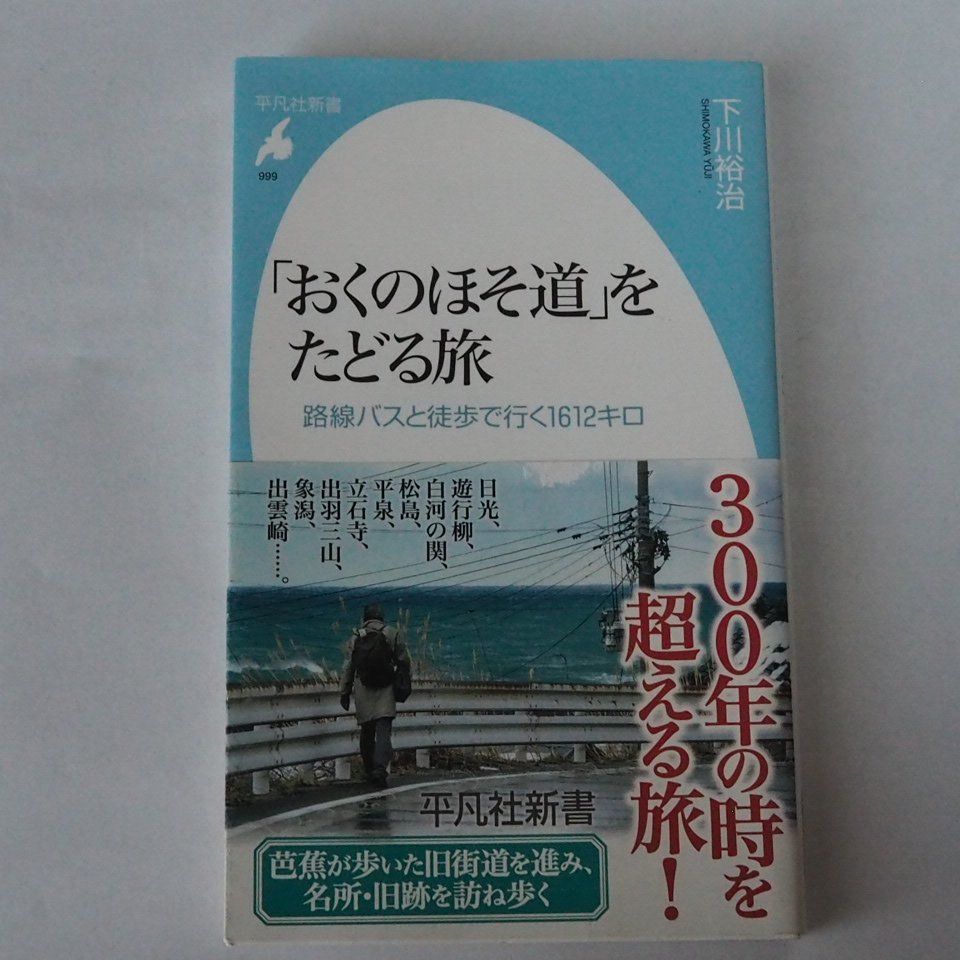 平凡社新書
999
下川裕治
SHIMOKAWA YŪJI
「おくのほそ道」を
たどる旅
路線バスと徒歩で行く1612キロ
日光、
遊行柳、
白河の関、
松島、
平泉、
立石寺、
出羽三山、
象潟、
出雲崎……。
300年の時を
超える旅！
平凡社新書
芭蕉が歩いた旧街道を進み、
名所・旧跡を訪ね歩く